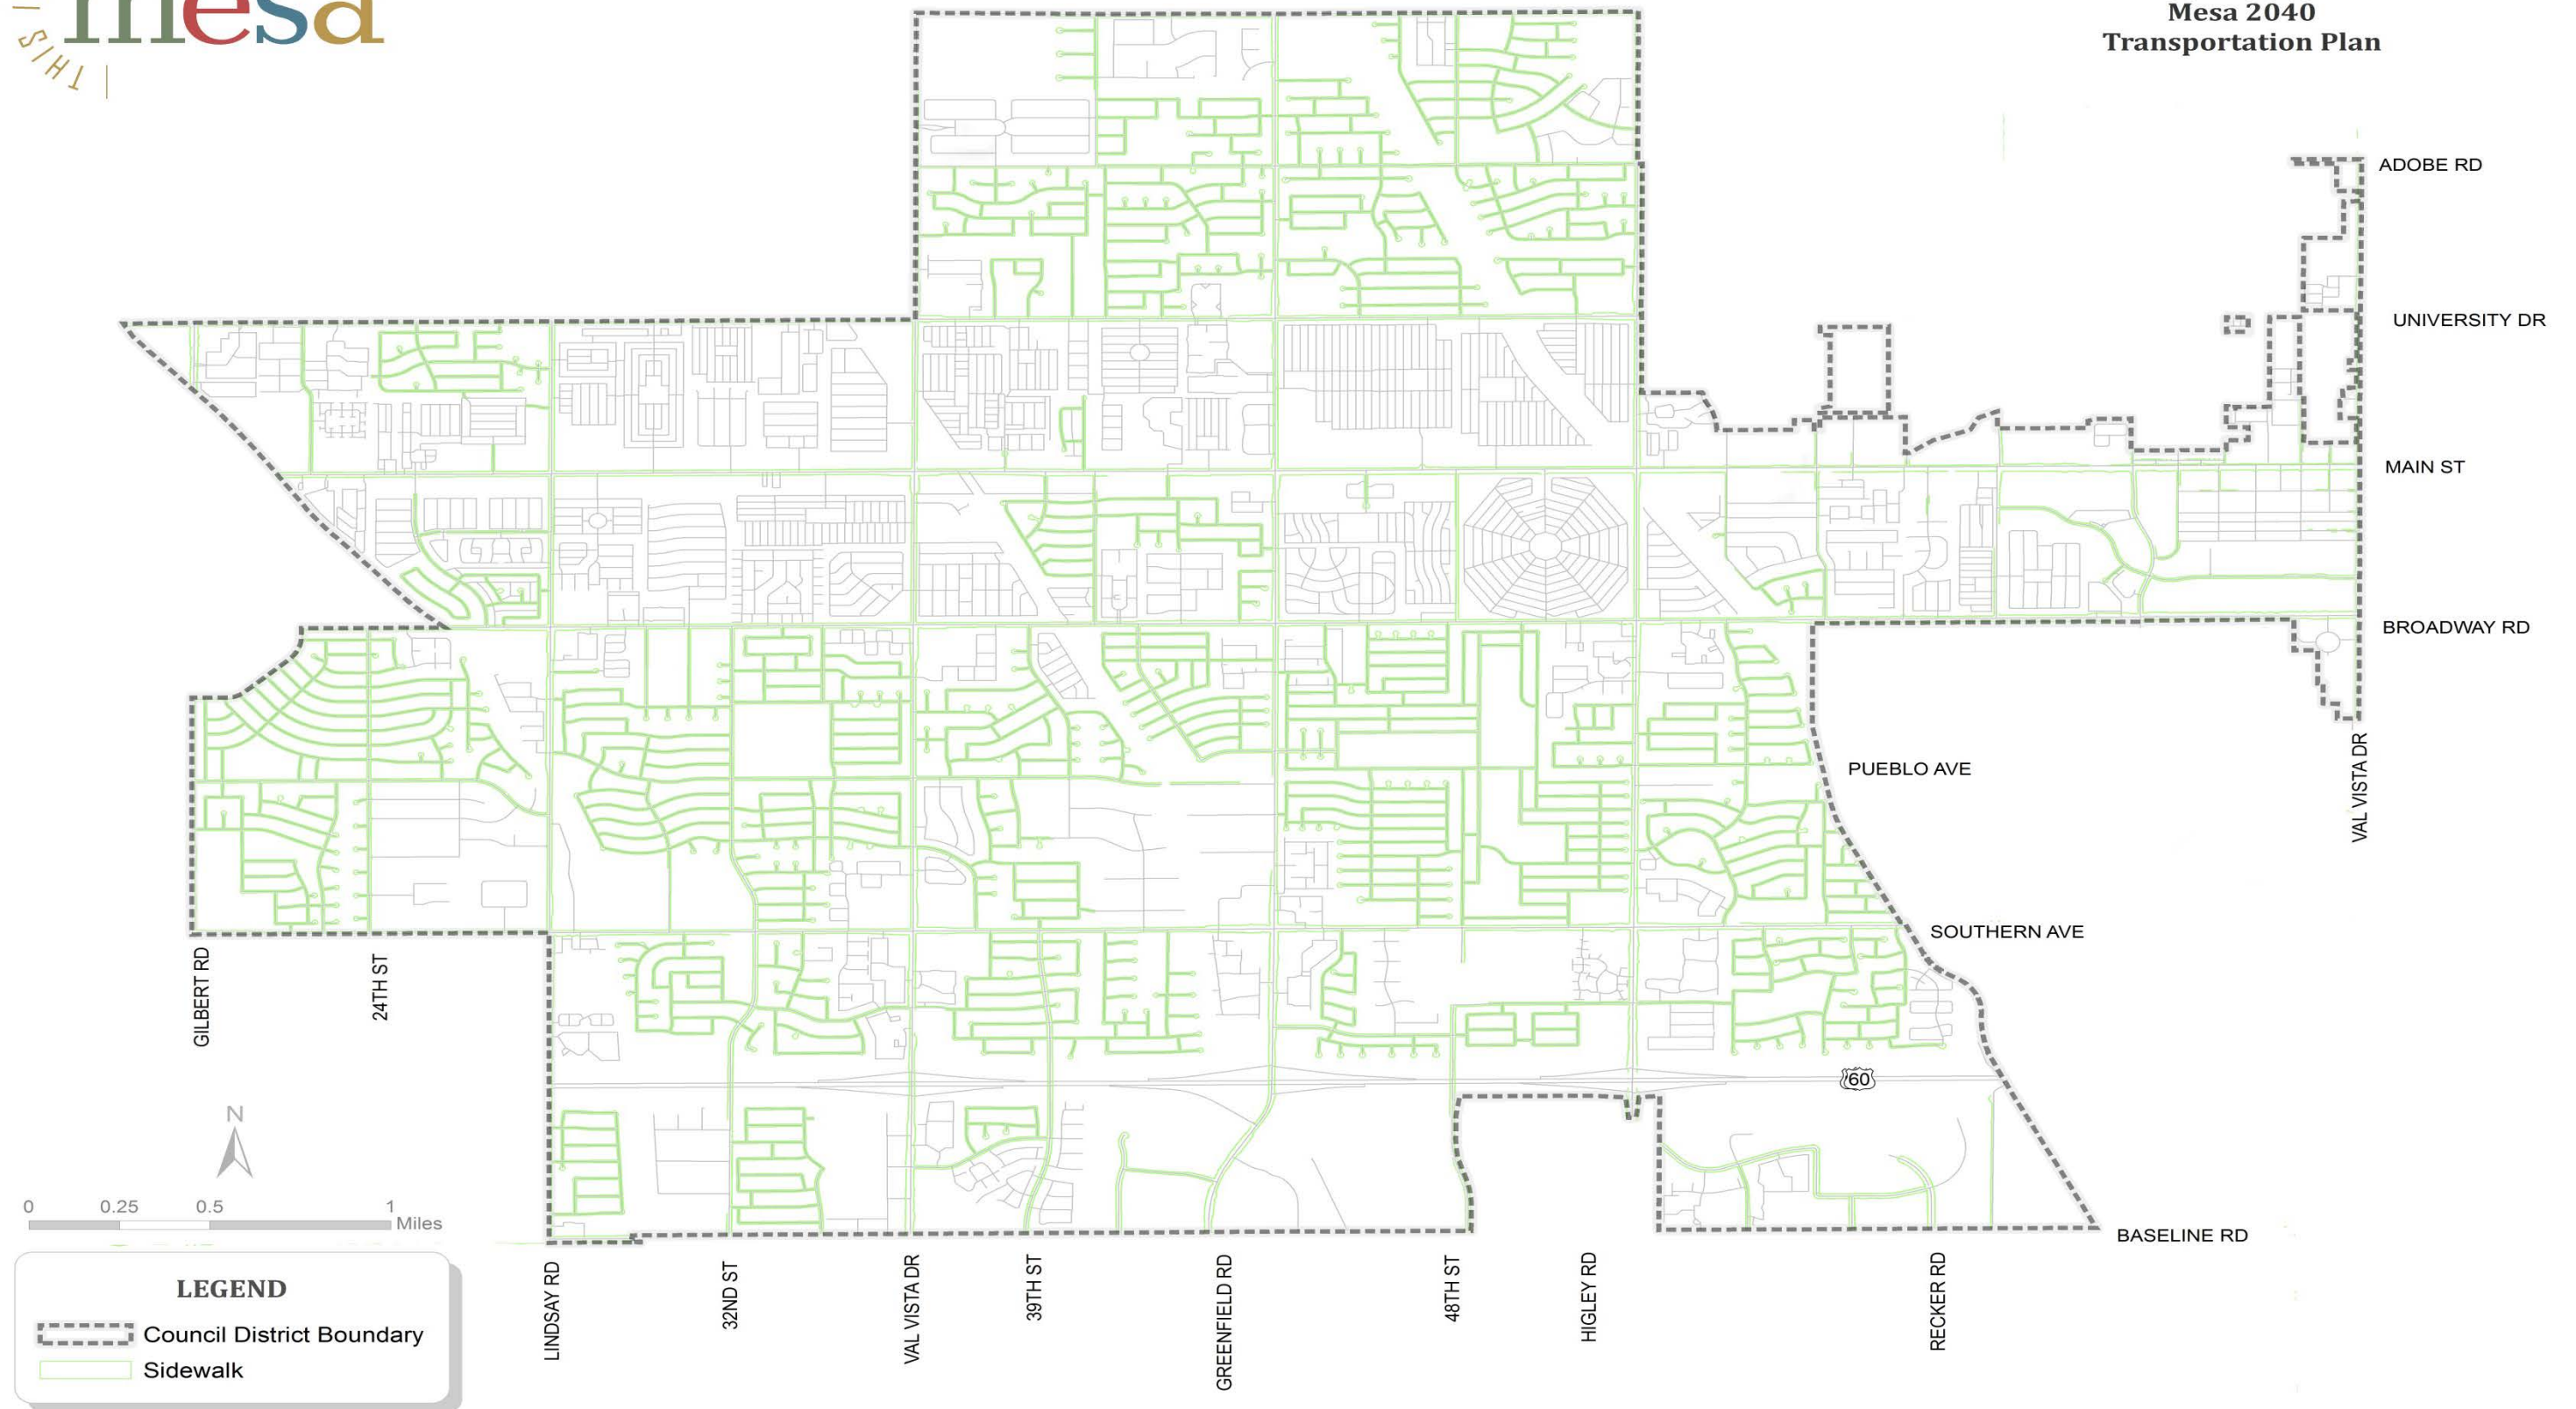 mesa
THIS
Mesa 2040
Transportation Plan
ADOBE RD
UNIVERSITY DR
MAIN ST
BROADWAY RD
PUEBLO AVE
VAL VISTA DR
SOUTHERN AVE
GILBERT RD
24TH ST
60
N
0 0.25 0.5 1
Miles
BASELINE RD
LINDSAY RD
32ND ST
VAL VISTA DR
39TH ST
GREENFIELD RD
48TH ST
HIGLEY RD
RECKER RD
LEGEND
Council District Boundary
Sidewalk